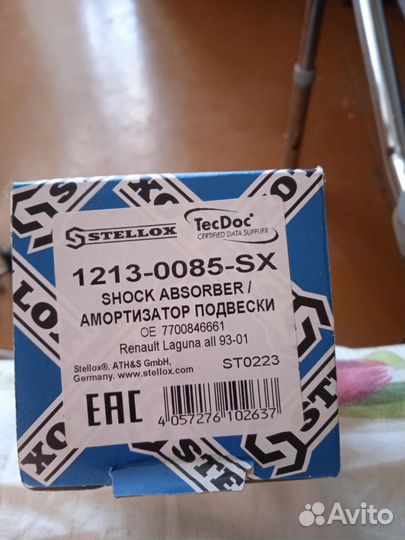 STELLOX
TecDoc
CERTIFIED DATA SUPPLIER
1213-0085-SX
SHOCK ABSORBER /
АМОРТИЗАТОР ПОДВЕСКИ
OE 7700846661
Renault Laguna all 93-01
Stellox®, ATH&S GmbH,
Germany. www.stellox.com
ST0223
EAC
4 057276 102637
STELLOX
Avito